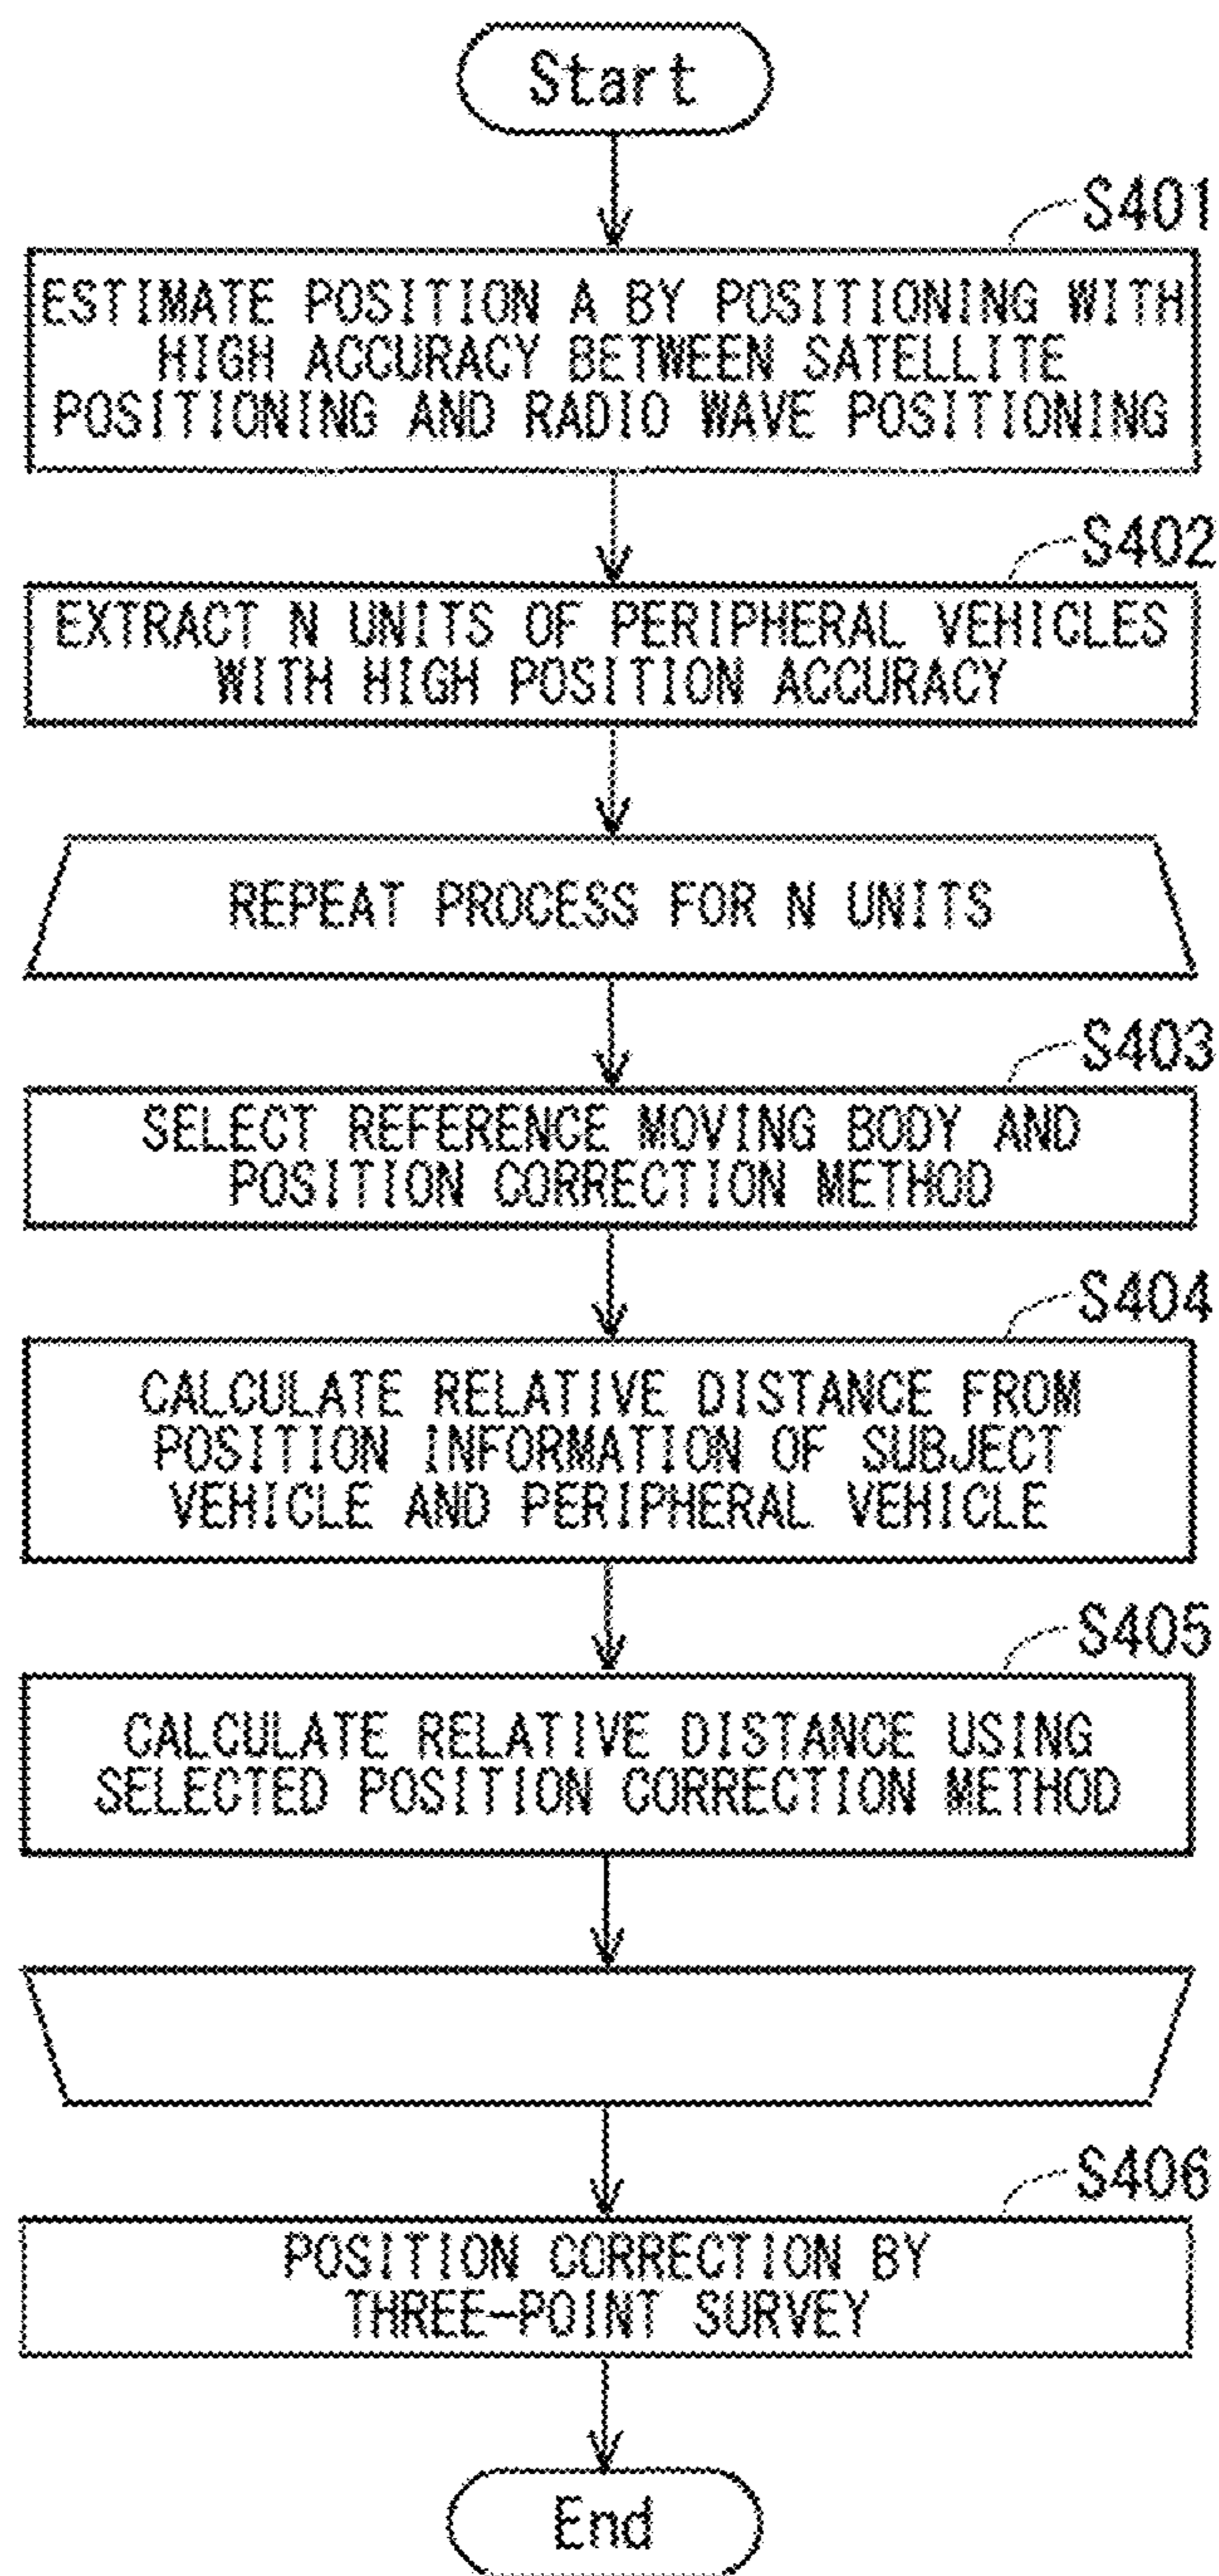 Start
S401
ESTIMATE POSITION A BY POSITIONING WITH
HIGH ACCURACY BETWEEN SATELLITE
POSITIONING AND RADIO WAVE POSITIONING
S402
EXTRACT N UNITS OF PERIPHERAL VEHICLES
WITH HIGH POSITION ACCURACY
REPEAT PROCESS FOR N UNITS
S403
SELECT REFERENCE MOVING BODY AND
POSITION CORRECTION METHOD
S404
CALCULATE RELATIVE DISTANCE FROM
POSITION INFORMATION OF SUBJECT
VEHICLE AND PERIPHERAL VEHICLE
S405
CALCULATE RELATIVE DISTANCE USING
SELECTED POSITION CORRECTION METHOD
S406
POSITION CORRECTION BY
THREE-POINT SURVEY
End